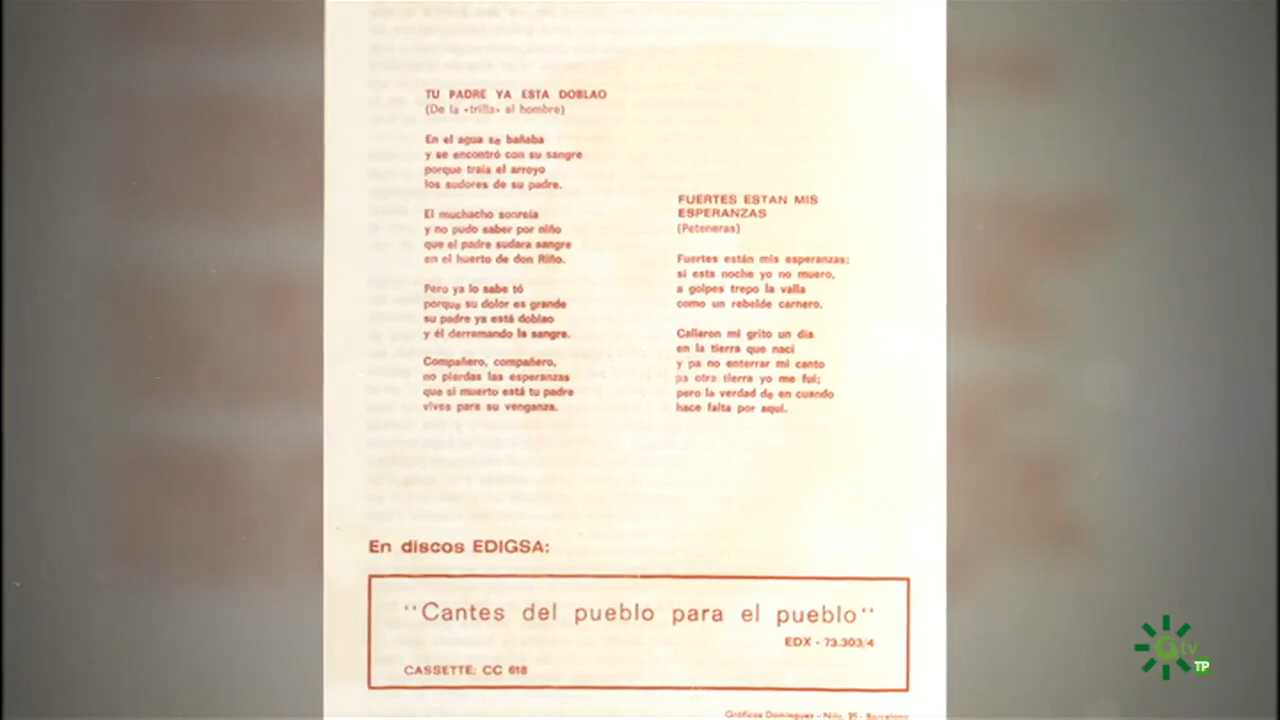 TU PADRE YA ESTA DOBLAO
(De la «trilla» al hombre)
En el agua se bañaba
y se encontró con su sangre
porque traía el arroyo
los sudores de su padre.
El muchacho sonreía
y no pudo saber por niño
que el padre sudara sangre
en el huerto de don Riño.
Pero ya lo sabe tó
porque su dolor es grande
su padre ya está doblao
y él derramando la sangre.
Compañero, compañero,
no pierdas las esperanzas
que si muerto está tu padre
vives para su venganza.
FUERTES ESTAN MIS
ESPERANZAS
(Peteneras)
Fuertes están mis esperanzas;
si esta noche yo no muero,
a golpes trepo la valla
como un rebelde carnero.
Callaron mi grito un día
en la tierra que nací
y pa no enterrar mi canto
pa otra tierra yo me fui;
pero la verdad de en cuando
hace falta por aquí.
En discos EDIGSA:
"Cantes del pueblo para el pueblo"
EDX - 73.303/4
CASSETTE: CC 618
Gráficas Domínguez - Nilo, 21 - Barcelona
atv
TP